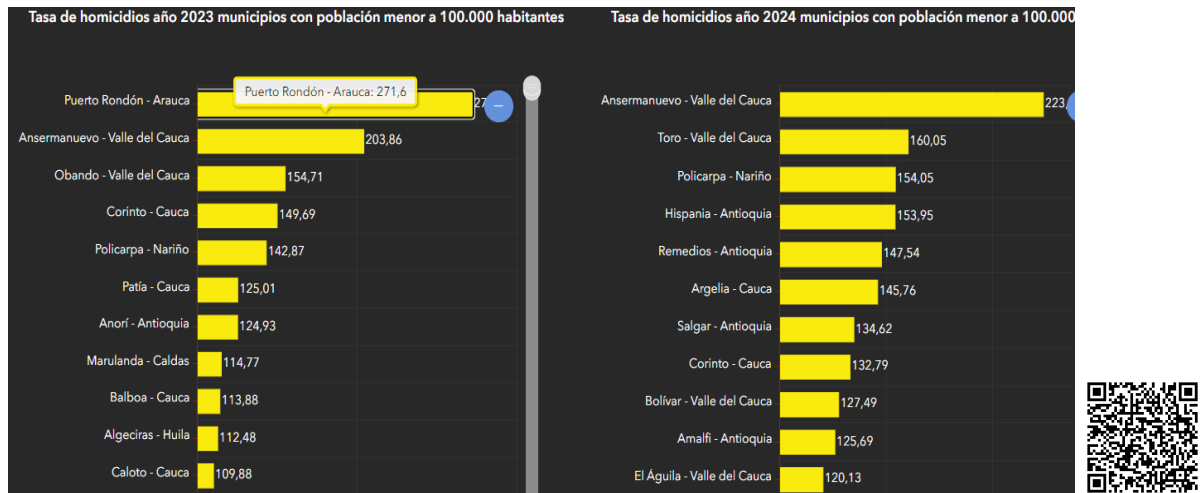 Tasa de homicidios año 2023 municipios con población menor a 100.000 habitantes
Puerto Rondón - Arauca
Puerto Rondón - Arauca: 271,6
27
Ansermanuevo - Valle del Cauca 203,86
Obando - Valle del Cauca 154,71
Corinto - Cauca 149,69
Policarpa - Nariño 142,87
Patía - Cauca 125,01
Anorí - Antioquia 124,93
Marulanda - Caldas 114,77
Balboa - Cauca 113,88
Algeciras - Huila 112,48
Caloto - Cauca 109,88
Tasa de homicidios año 2024 municipios con población menor a 100.000
Ansermanuevo - Valle del Cauca 223,
Toro - Valle del Cauca 160,05
Policarpa - Nariño 154,05
Hispania - Antioquia 153,95
Remedios - Antioquia 147,54
Argelia - Cauca 145,76
Salgar - Antioquia 134,62
Corinto - Cauca 132,79
Bolívar - Valle del Cauca 127,49
Amalfi - Antioquia 125,69
El Águila - Valle del Cauca 120,13